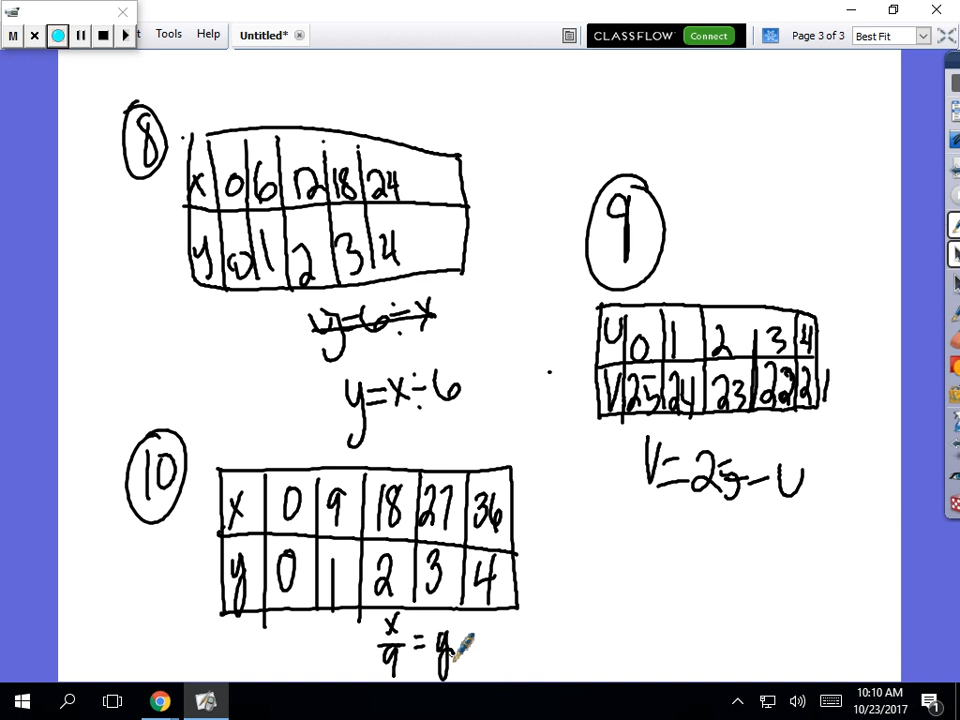 M
t Tools Help Untitled* CLASSFLOW Connect Page 3 of 3 Best Fit
8
x 0 6 12 18 24
y 0 1 2 3 4
y=6÷x
y=x÷6
9
U 0 1 2 3 4
V 25 24 23 22 21
V=25-U
10
x 0 9 18 27 36
y 0 1 2 3 4
x/9 = y
10:10 AM
10/23/2017
1